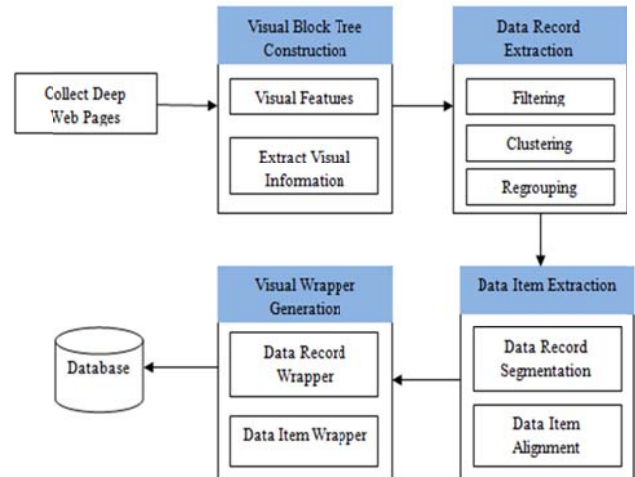 Collect Deep
Web Pages
Visual Block Tree
Construction
Visual Features
Extract Visual
Information
Data Record
Extraction
Filtering
Clustering
Regrouping
Data Item Extraction
Data Record
Segmentation
Data Item
Alignment
Visual Wrapper
Generation
Data Record
Wrapper
Data Item Wrapper
Database